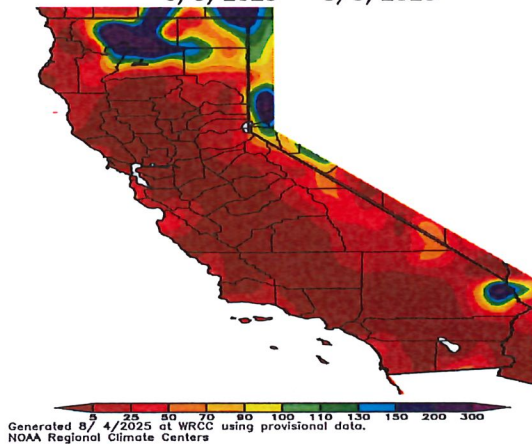 5 25 50 70 90 100 110 130 150 200 300
Generated 8/ 4/2025 at WRCC using provisional data.
NOAA Regional Climate Centers